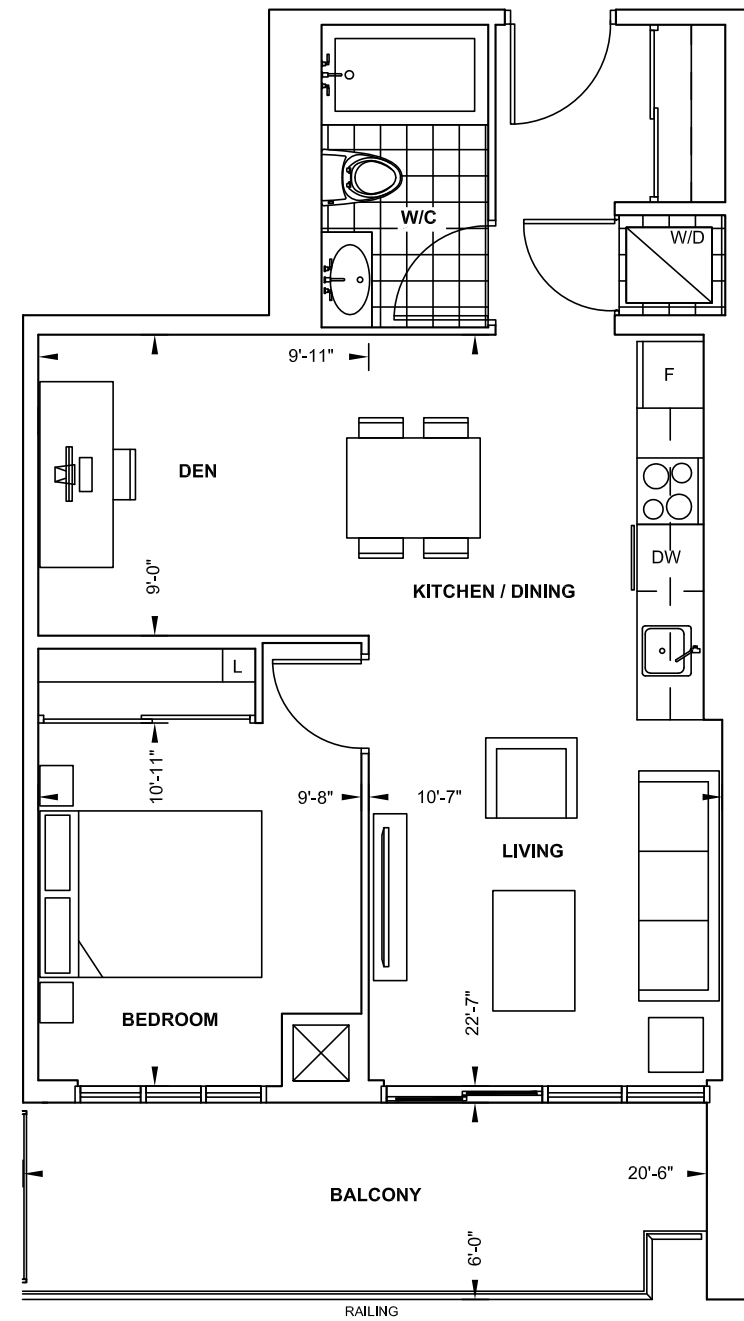 W/C
W/D
9'-11"
F
DEN
DW
9'-0"
KITCHEN / DINING
L
10'-11"
9'-8"
10'-7"
LIVING
22'-7"
BEDROOM
20'-6"
BALCONY
6'-0"
RAILING